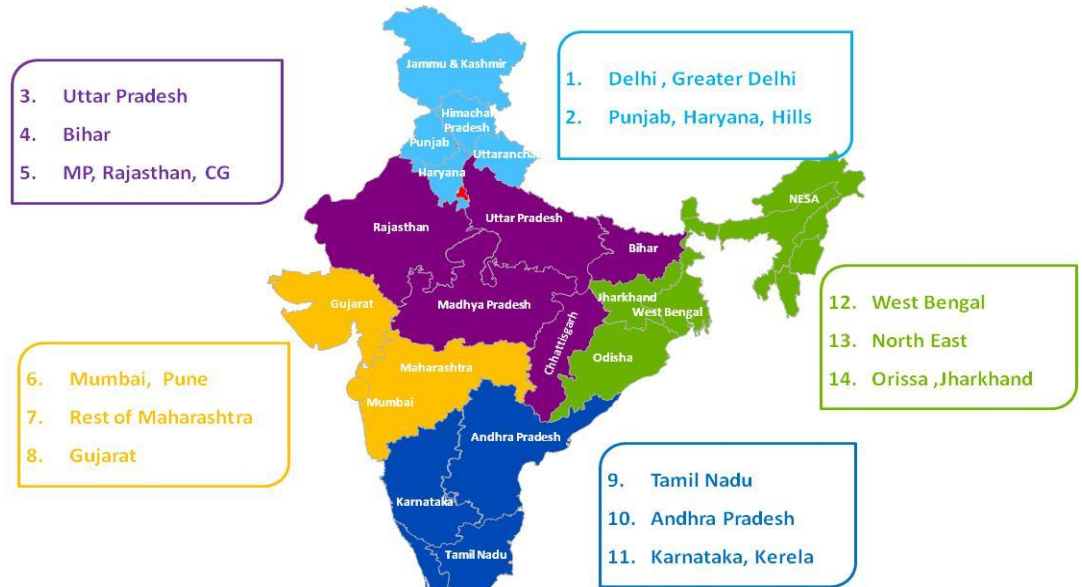 3. Uttar Pradesh
4. Bihar
5. MP, Rajasthan, CG
1. Delhi , Greater Delhi
2. Punjab, Haryana, Hills
Jammu & Kashmir
Himachal
Pradesh
Punjab
Uttarancha
Haryana
NESA
Rajasthan
Uttar Pradesh
Bihar
Gujarat
Madhya Pradesh
Jharkhand
West Bengal
Chhattisgarh
Odisha
Maharashtra
Mumbai
Andhra Pradesh
Karnataka
Tamil Nadu
6. Mumbai, Pune
7. Rest of Maharashtra
8. Gujarat
12. West Bengal
13. North East
14. Orissa ,Jharkhand
9. Tamil Nadu
10. Andhra Pradesh
11. Karnataka, Kerela